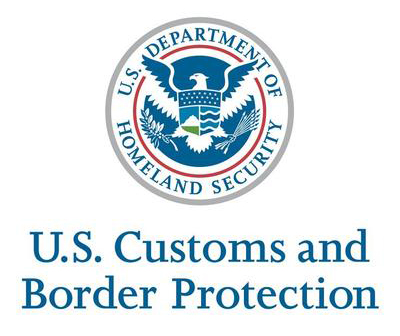 U.S. DEPARTMENT OF
HOMELAND SECURITY
U.S. Customs and
Border Protection